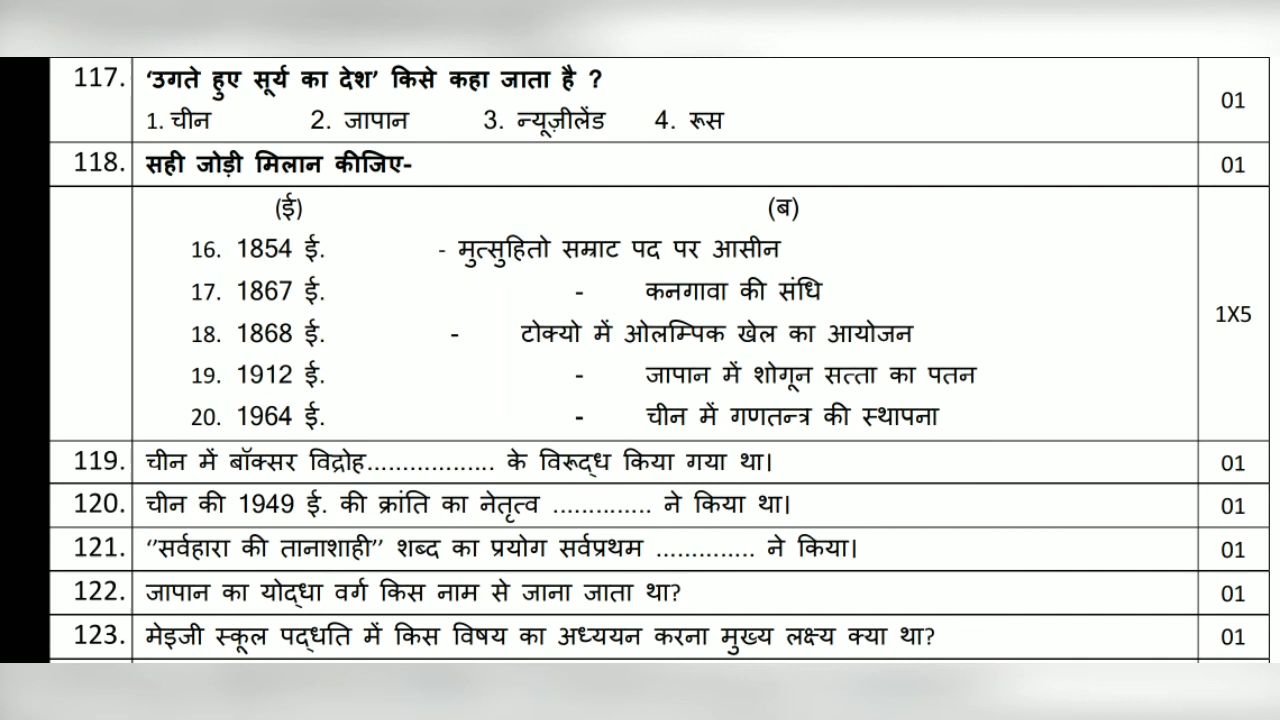 117. 'उगते हुए सूर्य का देश' किसे कहा जाता है ?
1. चीन 2. जापान 3. न्यूज़ीलेंड 4. रूस 01
118. सही जोड़ी मिलान कीजिए- 01
(ई) (ब)
16. 1854 ई. - मुत्सुहितो सम्राट पद पर आसीन
17. 1867 ई. - कनगावा की संधि
18. 1868 ई. - टोक्यो में ओलम्पिक खेल का आयोजन
19. 1912 ई. - जापान में शोगून सत्ता का पतन
20. 1964 ई. - चीन में गणतन्त्र की स्थापना
1X5
119. चीन में बॉक्सर विद्रोह.................. के विरूद्ध किया गया था। 01
120. चीन की 1949 ई. की क्रांति का नेतृत्व .............. ने किया था। 01
121. ''सर्वहारा की तानाशाही'' शब्द का प्रयोग सर्वप्रथम .............. ने किया। 01
122. जापान का योद्धा वर्ग किस नाम से जाना जाता था? 01
123. मेइजी स्कूल पद्धति में किस विषय का अध्ययन करना मुख्य लक्ष्य क्या था? 01